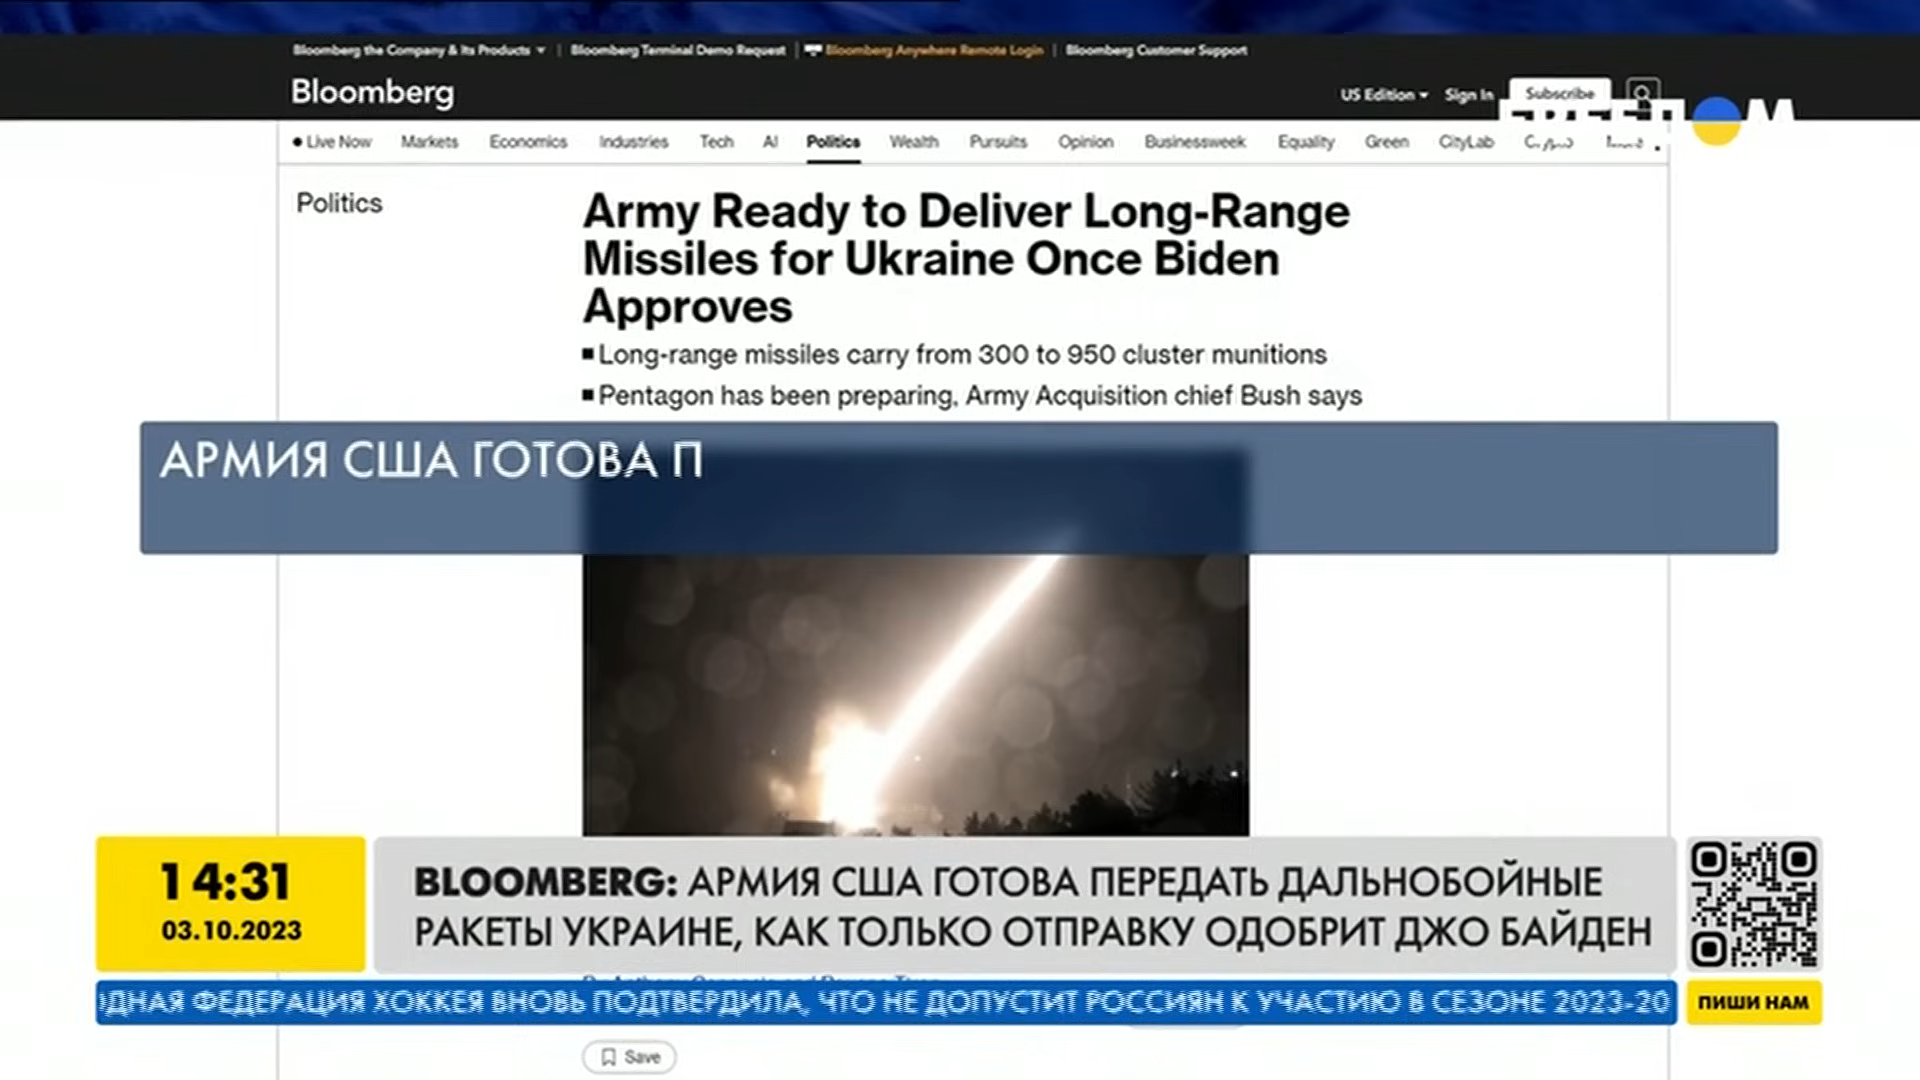 Bloomberg the Company & Its Products
Bloomberg Terminal Demo Request
Bloomberg Anywhere Remote Login
Bloomberg Customer Support
Bloomberg
US Edition
Sign In
Subscribe
FREEДOM
Live Now
Markets
Economics
Industries
Tech
AI
Politics
Wealth
Pursuits
Opinion
Businessweek
Equality
Green
CityLab
Crypto
More
Politics
Army Ready to Deliver Long-Range
Missiles for Ukraine Once Biden
Approves
Long-range missiles carry from 300 to 950 cluster munitions
Pentagon has been preparing, Army Acquisition chief Bush says
АРМИЯ США ГОТОВА П
14:31
03.10.2023
BLOOMBERG: АРМИЯ США ГОТОВА ПЕРЕДАТЬ ДАЛЬНОБОЙНЫЕ
РАКЕТЫ УКРАИНЕ, КАК ТОЛЬКО ОТПРАВКУ ОДОБРИТ ДЖО БАЙДЕН
ОДНАЯ ФЕДЕРАЦИЯ ХОККЕЯ ВНОВЬ ПОДТВЕРДИЛА, ЧТО НЕ ДОПУСТИТ РОССИЯН К УЧАСТИЮ В СЕЗОНЕ 2023-20
ПИШИ НАМ
Save